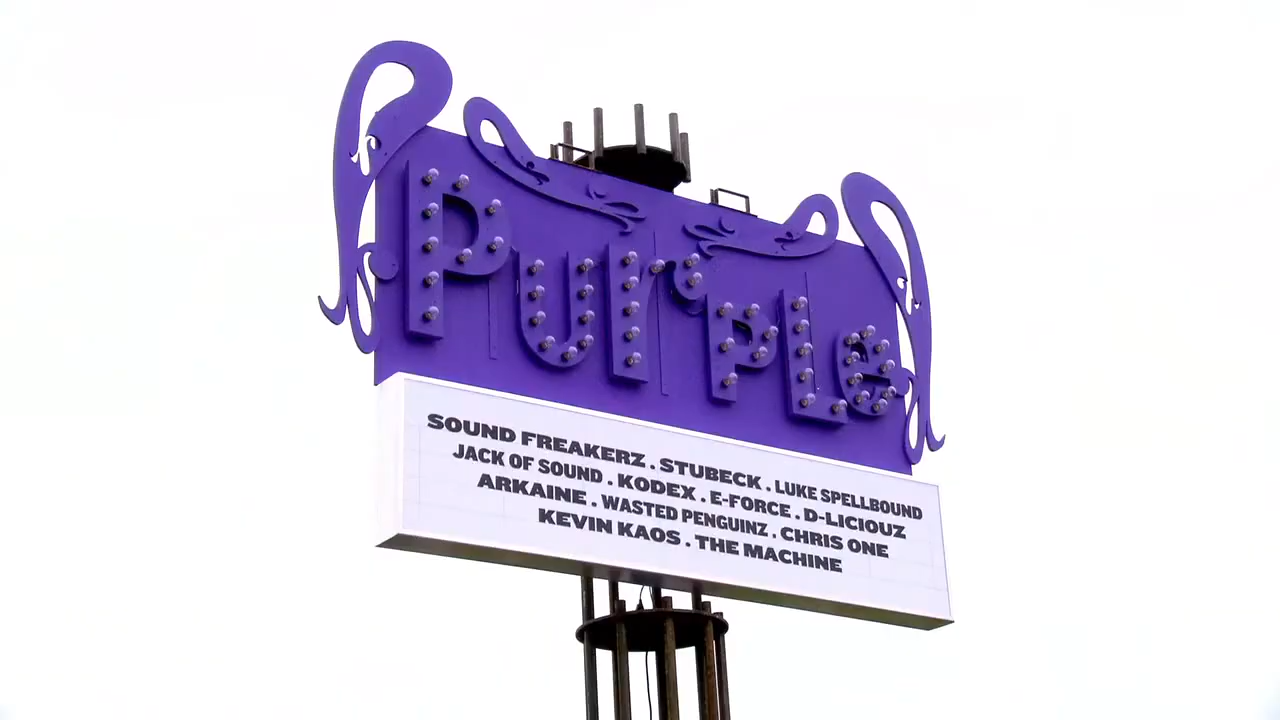 PurPLe
SOUND FREAKERZ . STUBECK . LUKE SPELLBOUND
JACK OF SOUND . KODEX . E-FORCE . D-LICIOUZ
ARKAINE . WASTED PENGUINZ . CHRIS ONE
KEVIN KAOS . THE MACHINE